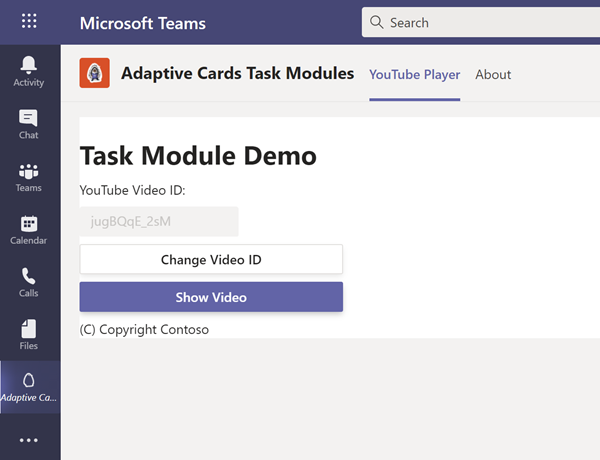 Microsoft Teams
Search
Activity
Chat
Teams
Calendar
Calls
Files
Adaptive Ca...
Adaptive Cards Task Modules
YouTube Player
About
Task Module Demo
YouTube Video ID:
jugBQqE_2sM
Change Video ID
Show Video
(C) Copyright Contoso